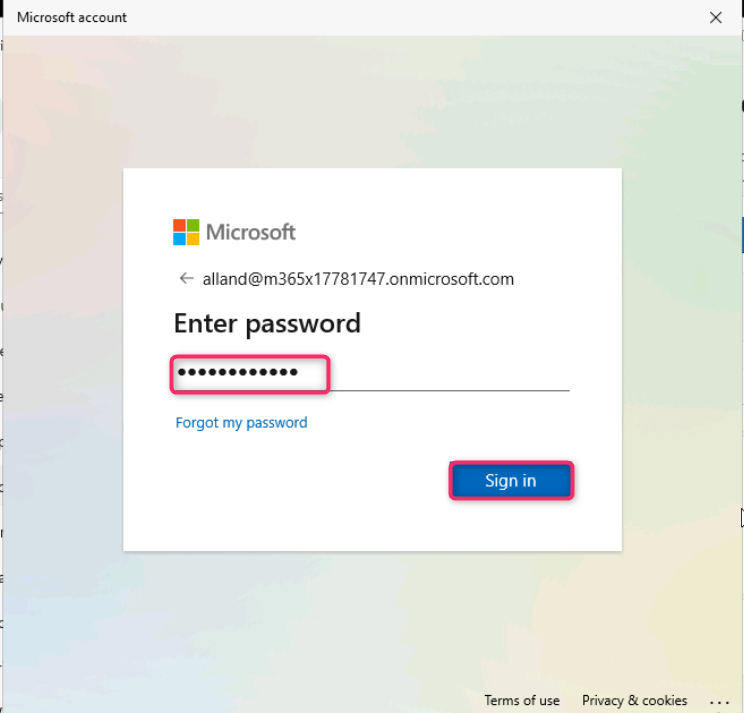 Microsoft account
Microsoft
alland@m365x17781747.onmicrosoft.com
Enter password
••••••••••••
Forgot my password
Sign in
Terms of use Privacy & cookies ...